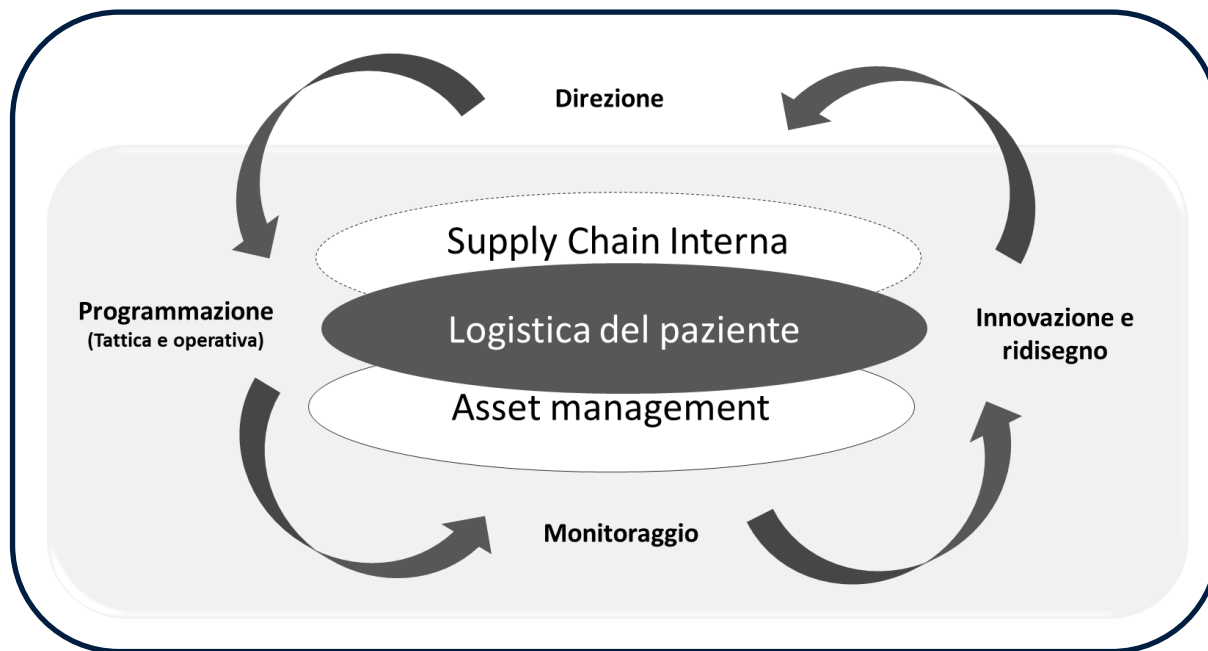 Direzione
Supply Chain Interna
Programmazione
(Tattica e operativa)
Logistica del paziente
Innovazione e
ridisegno
Asset management
Monitoraggio